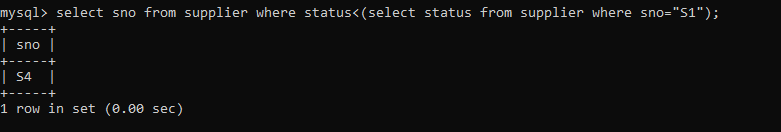 mysql> select sno from supplier where status<(select status from supplier where sno="S1");
+-----+
| sno |
+-----+
| S4  |
+-----+
1 row in set (0.00 sec)